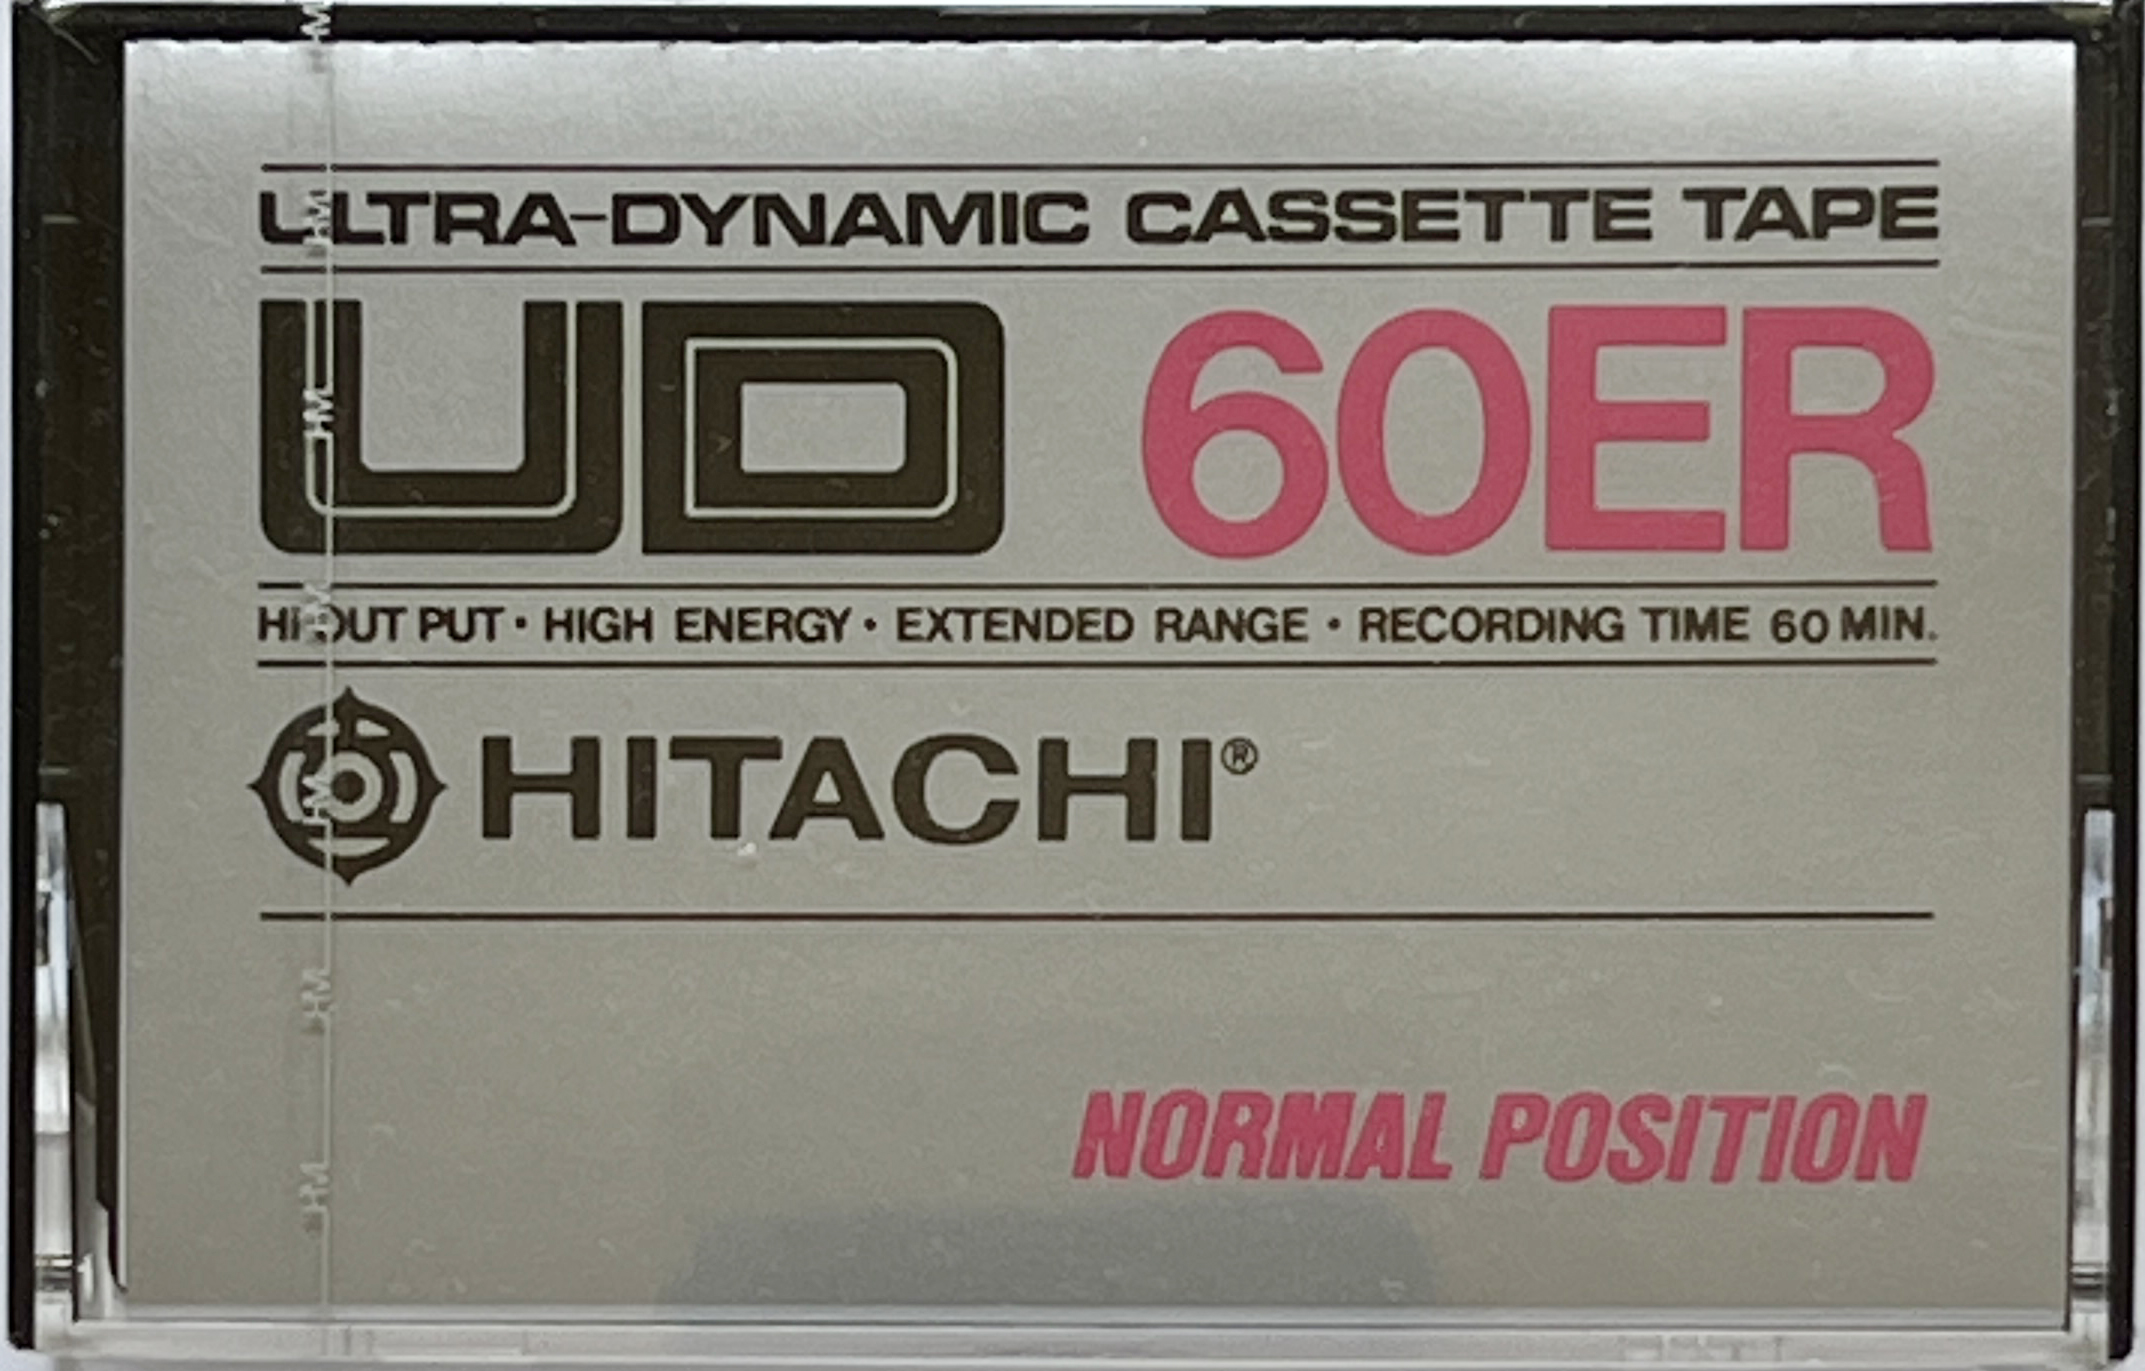 ULTRA-DYNAMIC CASSETTE TAPE
UD 60ER
HI-OUT PUT • HIGH ENERGY • EXTENDED RANGE • RECORDING TIME 60 MIN.
HITACHI®
NORMAL POSITION